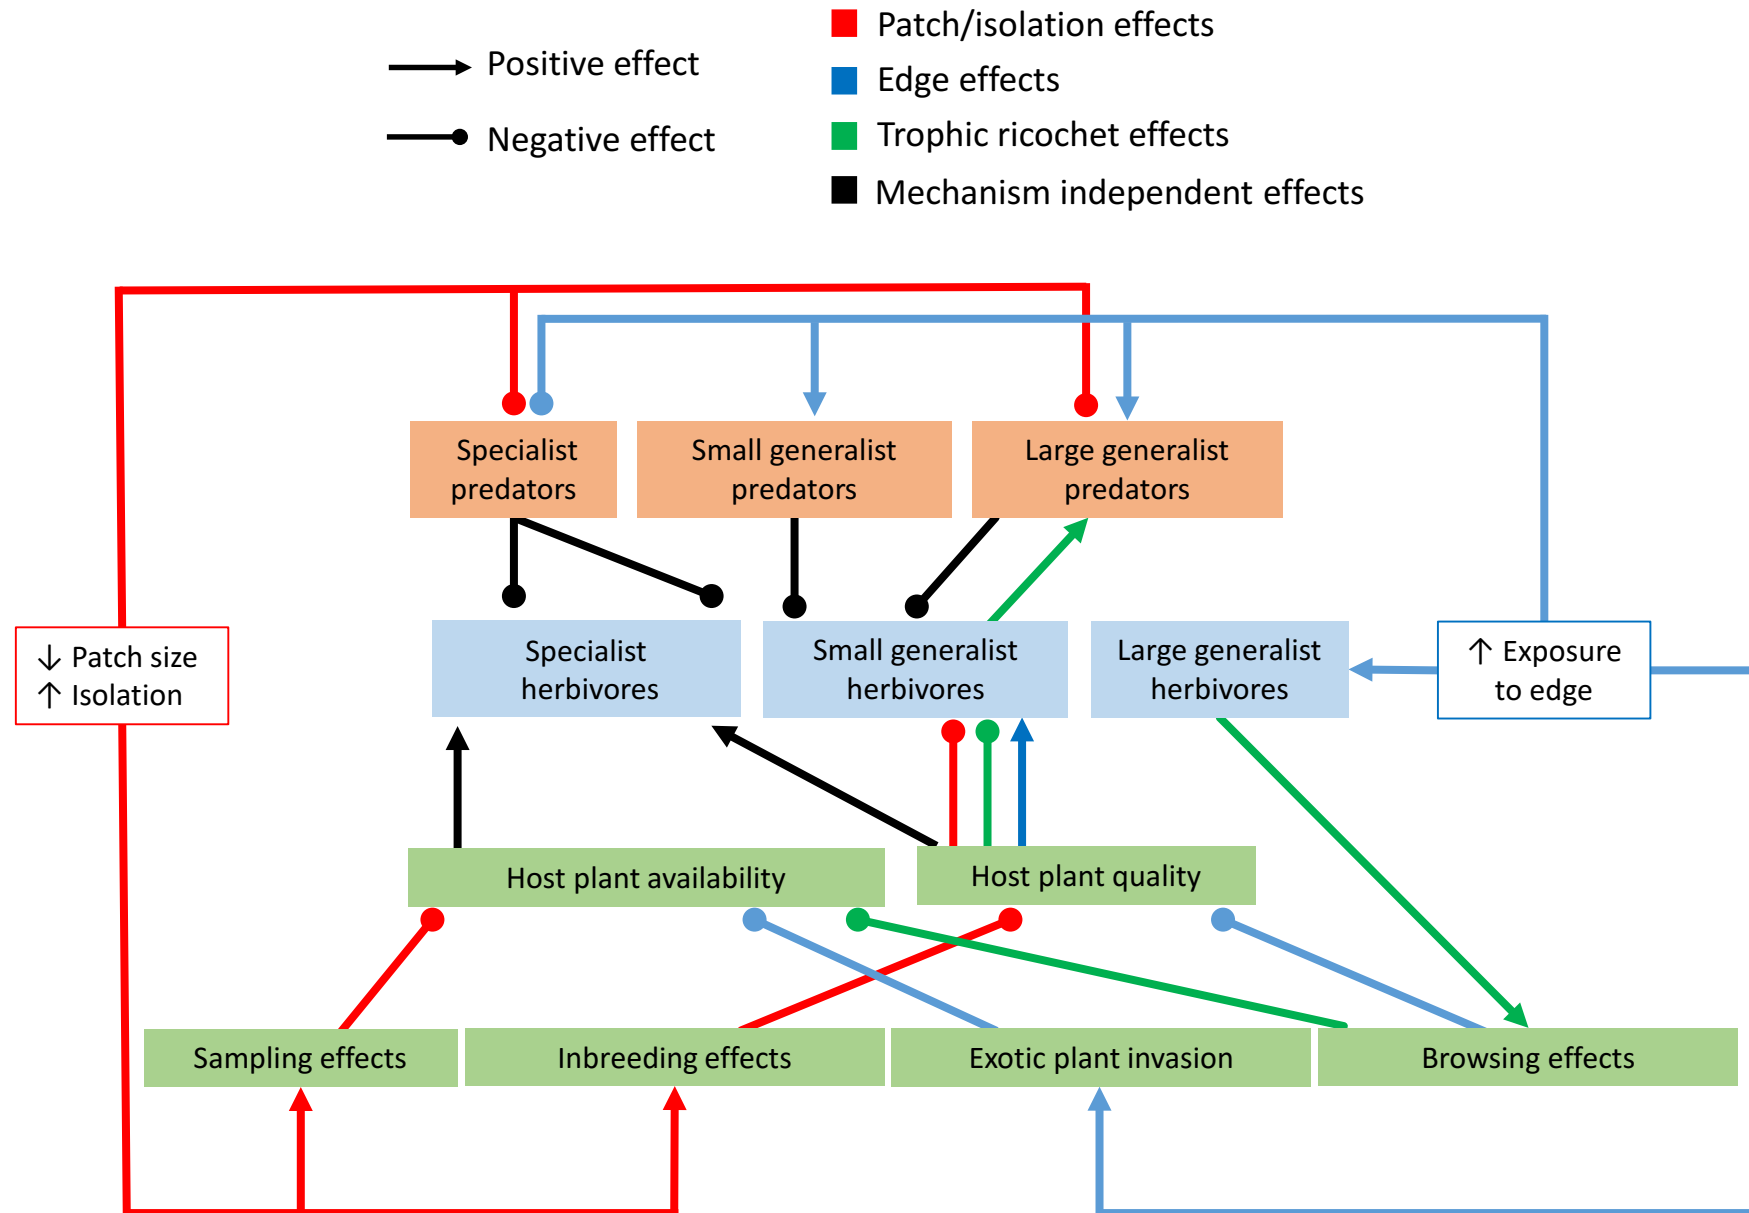 Positive effect
Negative effect
Patch/isolation effects
Edge effects
Trophic ricochet effects
Mechanism independent effects
Specialist
predators
Small generalist
predators
Large generalist
predators
↓ Patch size
↑ Isolation
Specialist
herbivores
Small generalist
herbivores
Large generalist
herbivores
↑ Exposure
to edge
Host plant availability
Host plant quality
Sampling effects
Inbreeding effects
Exotic plant invasion
Browsing effects